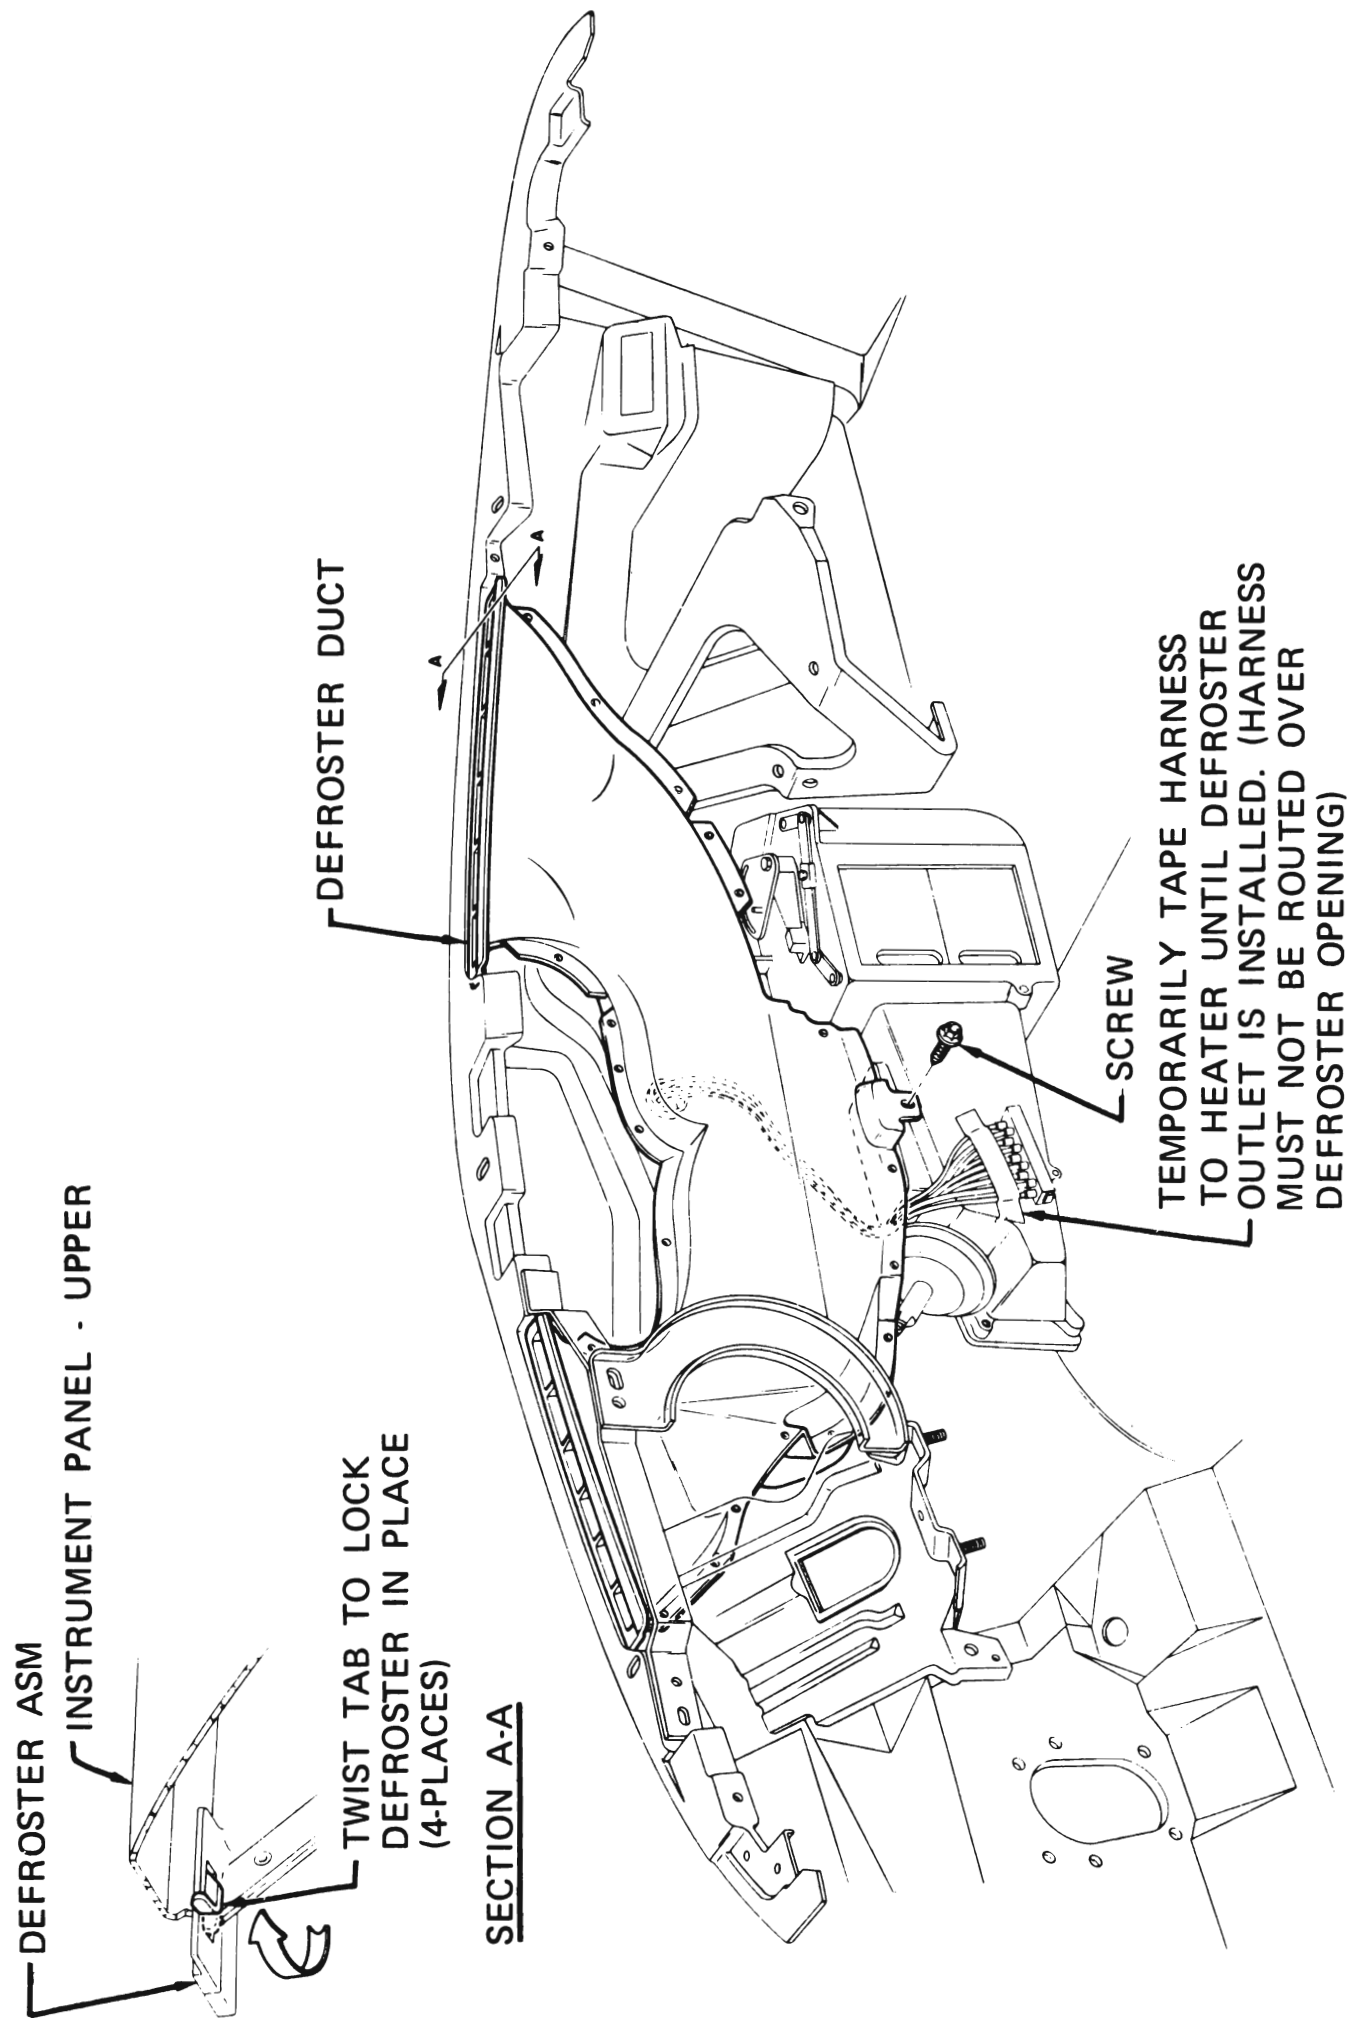 DEFROSTER ASM
INSTRUMENT PANEL - UPPER
TWIST TAB TO LOCK
DEFROSTER IN PLACE
(4-PLACES)
SECTION A-A
DEFROSTER DUCT
A
A
SCREW
TEMPORARILY TAPE HARNESS
TO HEATER UNTIL DEFROSTER
OUTLET IS INSTALLED. (HARNESS
MUST NOT BE ROUTED OVER
DEFROSTER OPENING)